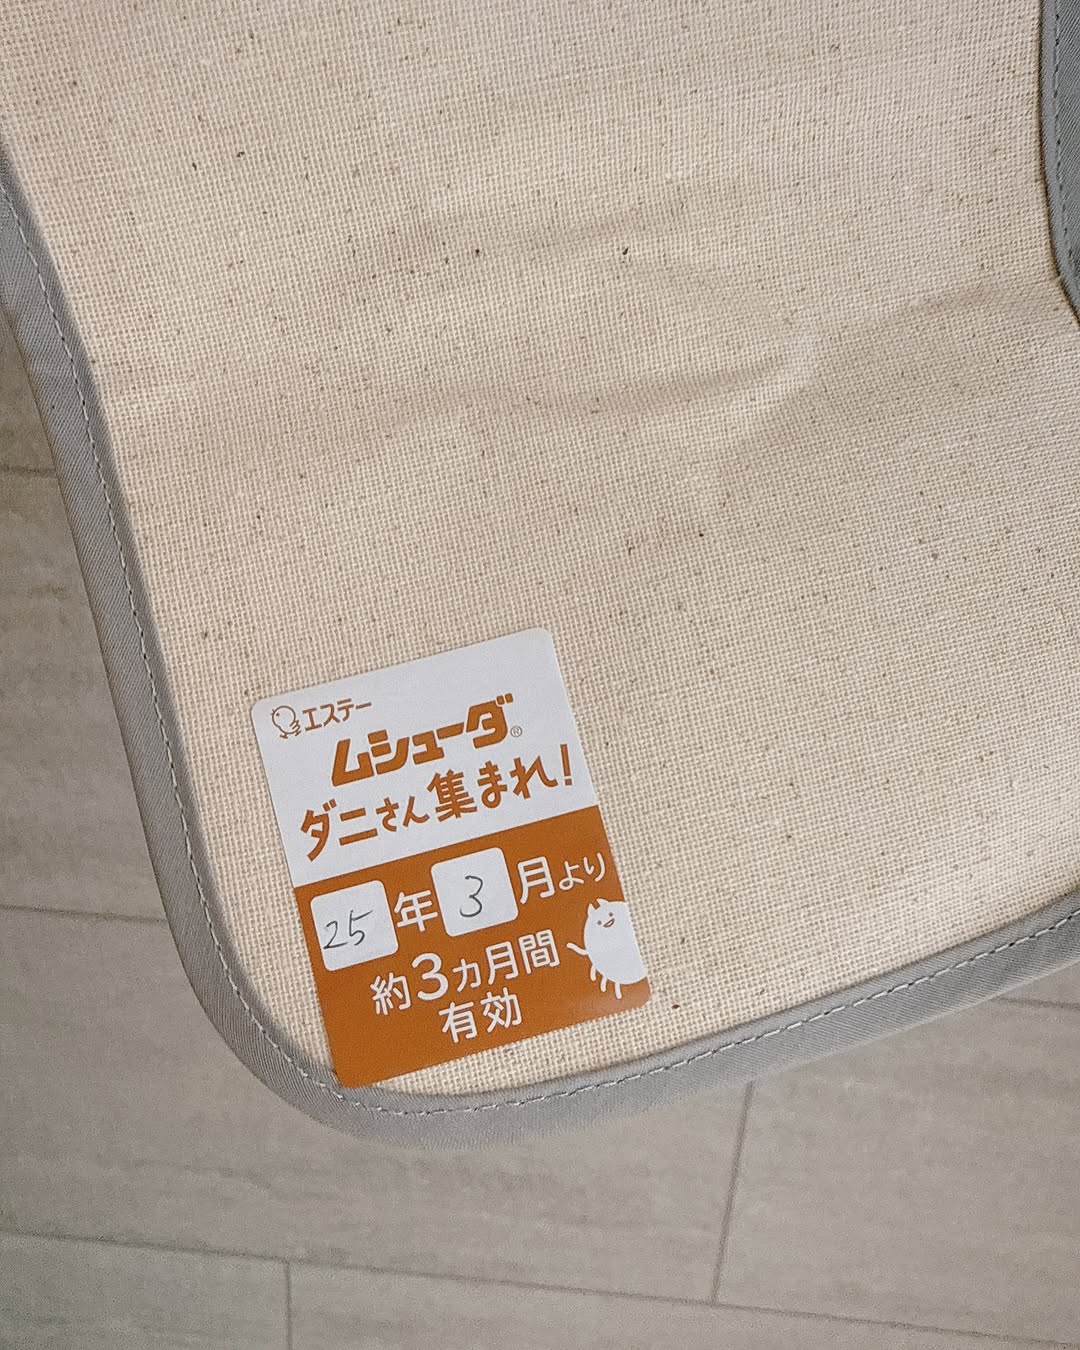 エステー
ムシューダ®
ダニさん集まれ!
25年3月より
約3カ月間
有効